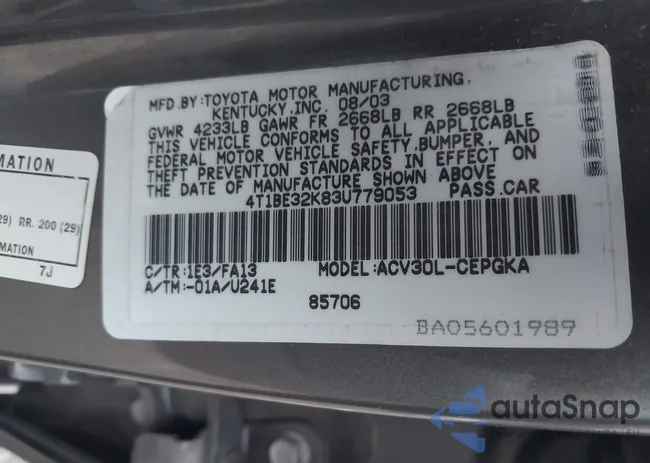 MFD.BY:TOYOTA MOTOR MANUFACTURING,
KENTUCKY,INC. 08/03
GVWR 4233LB GAWR FR 2668LB RR 2668LB
THIS VEHICLE CONFORMS TO ALL APPLICABLE
FEDERAL MOTOR VEHICLE SAFETY,BUMPER, AND
THEFT PREVENTION STANDARDS IN EFFECT ON
THE DATE OF MANUFACTURE SHOWN ABOVE
4T1BE32K83U779053 PASS.CAR
C/TR:1E3/FA13 MODEL:ACV30L-CEPGKA
A/TM:-01A/U241E
85706
BA05601989
RMATION
29) RR. 200 (29)
RMATION
7J
autoSnap